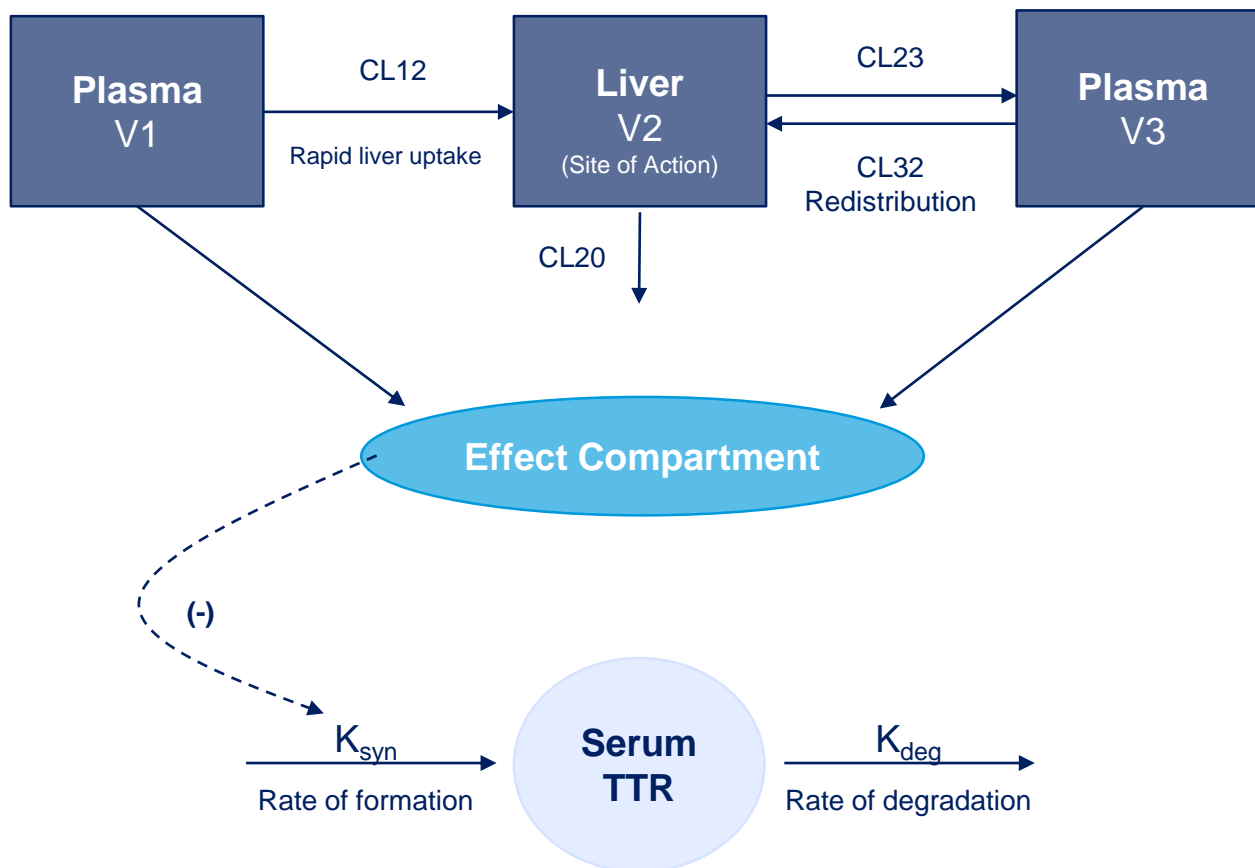 Plasma
V1
CL12
Rapid liver uptake
Liver
V2
(Site of Action)
CL23
CL32
Redistribution
Plasma
V3
CL20
Effect Compartment
(-)
Ksyn
Rate of formation
Serum
TTR
Kdeg
Rate of degradation